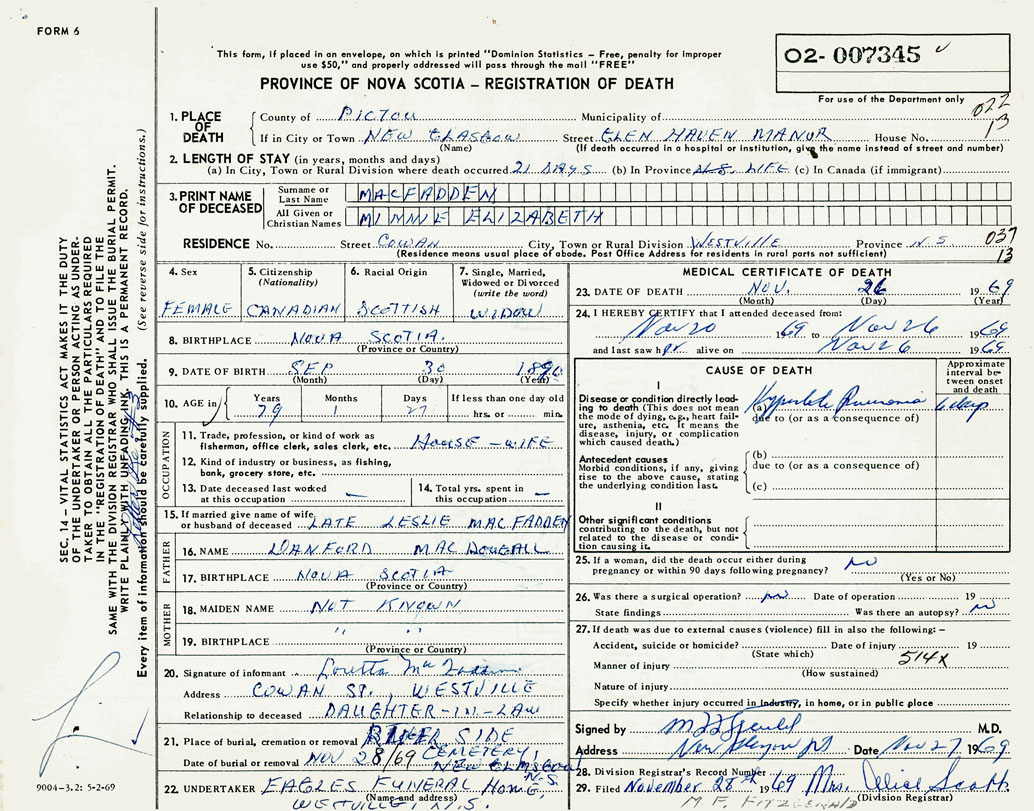 FORM 6
This form, if placed in an envelope, on which is printed "Dominion Statistics – Free, penalty for improper
use $50," and properly addressed will pass through the mail "FREE"
PROVINCE OF NOVA SCOTIA – REGISTRATION OF DEATH
O2- 007345
For use of the Department only
022
13
1. PLACE OF DEATH
County of PICTOU Municipality of
If in City or Town NEW GLASGOW Street GLEN HAVEN MANOR House No.
(Name) (If death occurred in a hospital or institution, give the name instead of street and number)
2. LENGTH OF STAY (in years, months and days)
(a) In City, Town or Rural Division where death occurred 21 DAYS (b) In Province N.S. LIFE (c) In Canada (if immigrant)
3. PRINT NAME OF DECEASED
Surname or Last Name MACFADDEN
All Given or Christian Names MINNIE ELIZABETH
RESIDENCE No. Street COWAN City, Town or Rural Division WESTVILLE Province N.S
(Residence means usual place of abode. Post Office Address for residents in rural parts not sufficient)
037
13
4. Sex FEMALE
5. Citizenship (Nationality) CANADIAN
6. Racial Origin SCOTTISH
7. Single, Married, Widowed or Divorced (write the word) WIDOW
8. BIRTHPLACE NOVA SCOTIA.
(Province or Country)
9. DATE OF BIRTH SEP 30 1890
(Month) (Day) (Year)
10. AGE in Years 79 Months 1 Days 27 If less than one day old hrs. or min.
OCCUPATION
11. Trade, profession, or kind of work as fisherman, office clerk, sales clerk, etc. HOUSE-WIFE
12. Kind of industry or business, as fishing, bank, grocery store, etc.
13. Date deceased last worked at this occupation —
14. Total yrs. spent in this occupation —
15. If married give name of wife or husband of deceased LATE LESLIE MACFADDEN
FATHER
16. NAME DANFORD MACDOUGALL
17. BIRTHPLACE NOVA SCOTIA
(Province or Country)
MOTHER
18. MAIDEN NAME NOT KNOWN
19. BIRTHPLACE " "
(Province or Country)
20. Signature of informant Loretta
Address COWAN ST., WESTVILLE
Relationship to deceased DAUGHTER-IN-LAW
21. Place of burial, cremation or removal RIVER SIDE CEMETERY,
Date of burial or removal NOV 28/69 NEW GLASGOW N.S.
22. UNDERTAKER EAGLES FUNERAL HOME,
(Name and address)
WESTVILLE, N.S.
MEDICAL CERTIFICATE OF DEATH
23. DATE OF DEATH NOV. 26 1969
(Month) (Day) (Year)
24. I HEREBY CERTIFY that I attended deceased from:
Nov 20 69 to Nov 26 1969
and last saw her alive on Nov 26 1969
CAUSE OF DEATH
Approximate interval between onset and death
I
Disease or condition directly leading to death (This does not mean the mode of dying, e.g., heart failure, asthenia, etc. It means the disease, injury, or complication which caused death.)
(a) Hypostatic Pneumonia 6 days
due to (or as a consequence of)
Antecedent causes
Morbid conditions, if any, giving rise to the above cause, stating the underlying condition last.
(b)
due to (or as a consequence of)
(c)
II
Other significant conditions contributing to the death, but not related to the disease or condition causing it.
25. If a woman, did the death occur either during pregnancy or within 90 days following pregnancy? no
(Yes or No)
26. Was there a surgical operation? no Date of operation 19
State findings Was there an autopsy? no
27. If death was due to external causes (violence) fill in also the following: –
Accident, suicide or homicide? Date of injury 19
(State which) 514X
Manner of injury
(How sustained)
Nature of injury
Specify whether injury occurred in industry, in home, or in public place
Signed by M.D.
Address New Glasgow NS Date Nov 27 1969
28. Division Registrar's Record Number
29. Filed November 28th 1969 Mrs. Alice Scott
(Division Registrar)
M. F. FITZGERALD
SEC. 14 – VITAL STATISTICS ACT MAKES IT THE DUTY
OF THE UNDERTAKER OR PERSON ACTING AS UNDER-
TAKER TO OBTAIN ALL THE PARTICULARS REQUIRED
IN THE "REGISTRATION OF DEATH" AND TO FILE THE
SAME WITH THE DIVISION REGISTRAR WHO SHALL ISSUE THE BURIAL PERMIT.
WRITE PLAINLY WITH UNFADING INK. THIS IS A PERMANENT RECORD.
Every item of information should be carefully supplied. (See reverse side for instructions.)
9004-3.2: 5-2-69